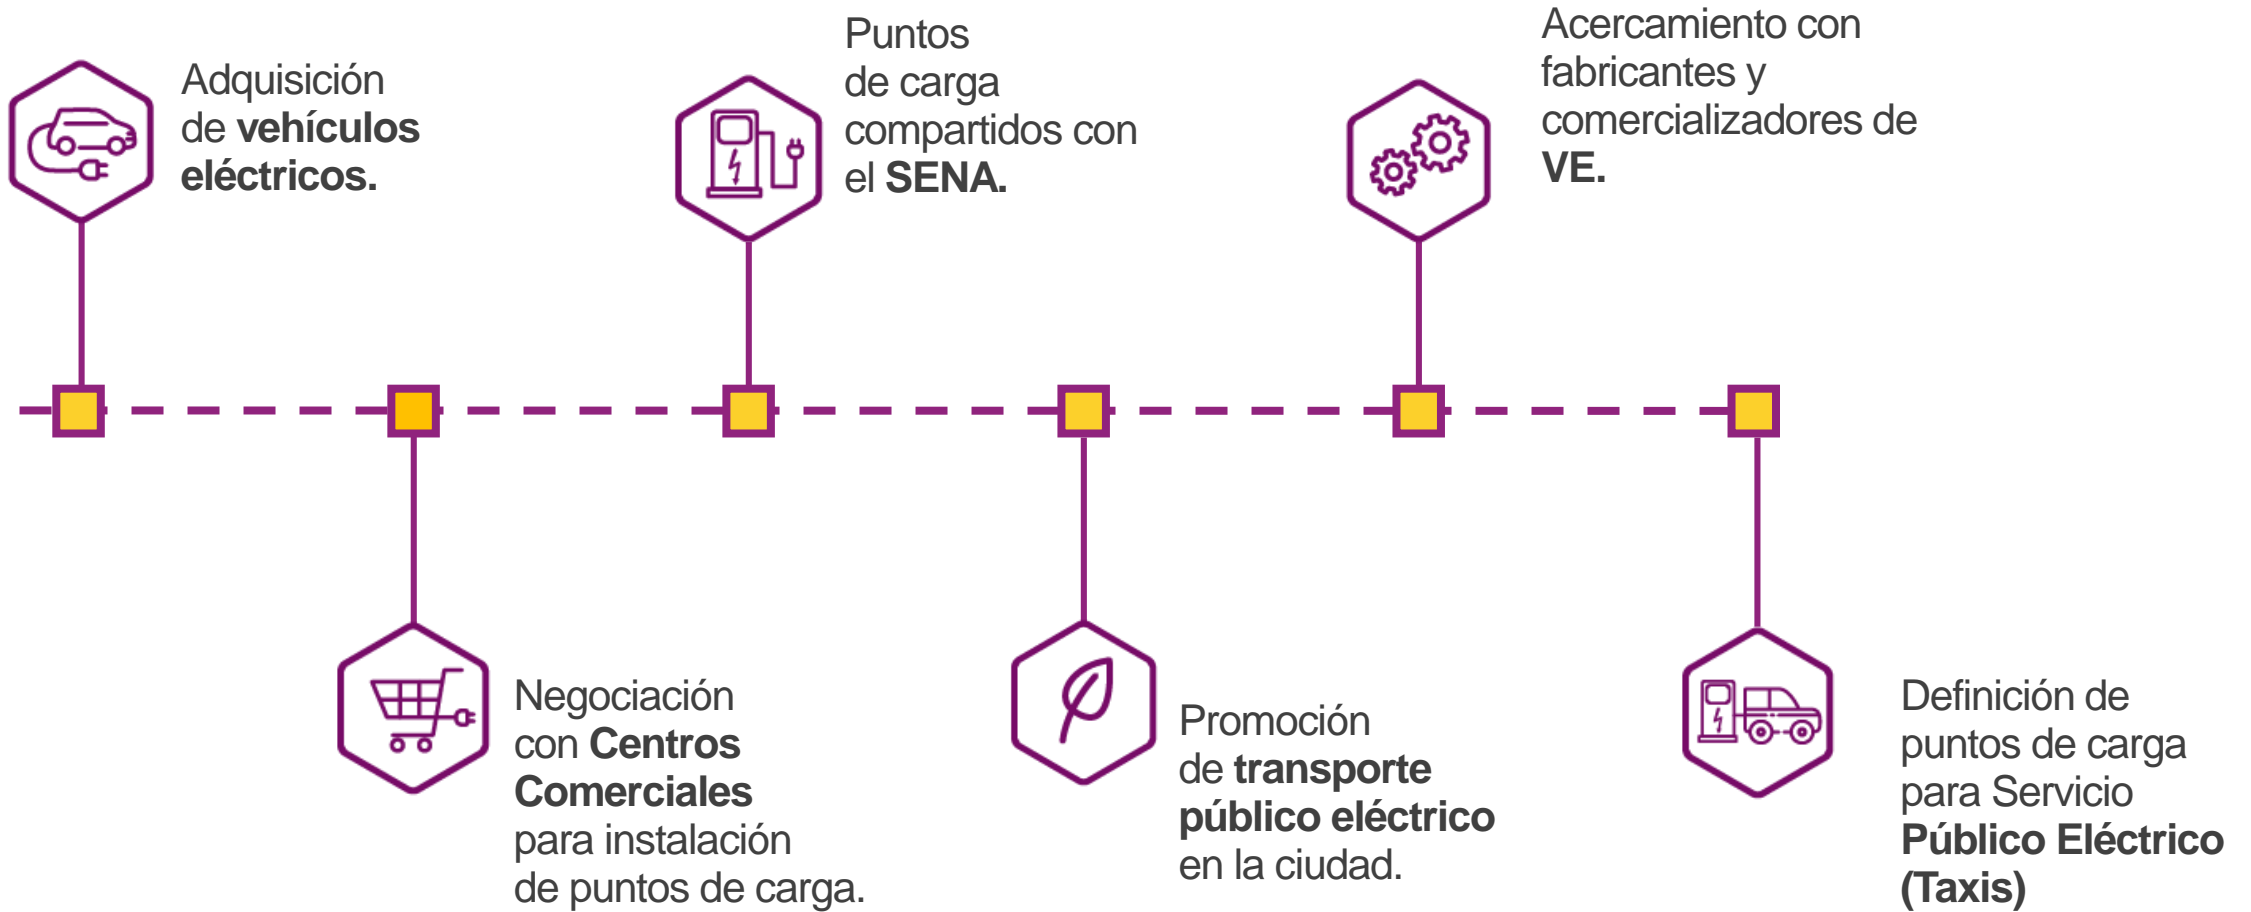 Adquisición
de vehículos
eléctricos.
Negociación
con Centros
Comerciales
para instalación
de puntos de carga.
Puntos
de carga
compartidos con
el SENA.
Promoción
de transporte
público eléctrico
en la ciudad.
Acercamiento con
fabricantes y
comercializadores de
VE.
Definición de
puntos de carga
para Servicio
Público Eléctrico
(Taxis)